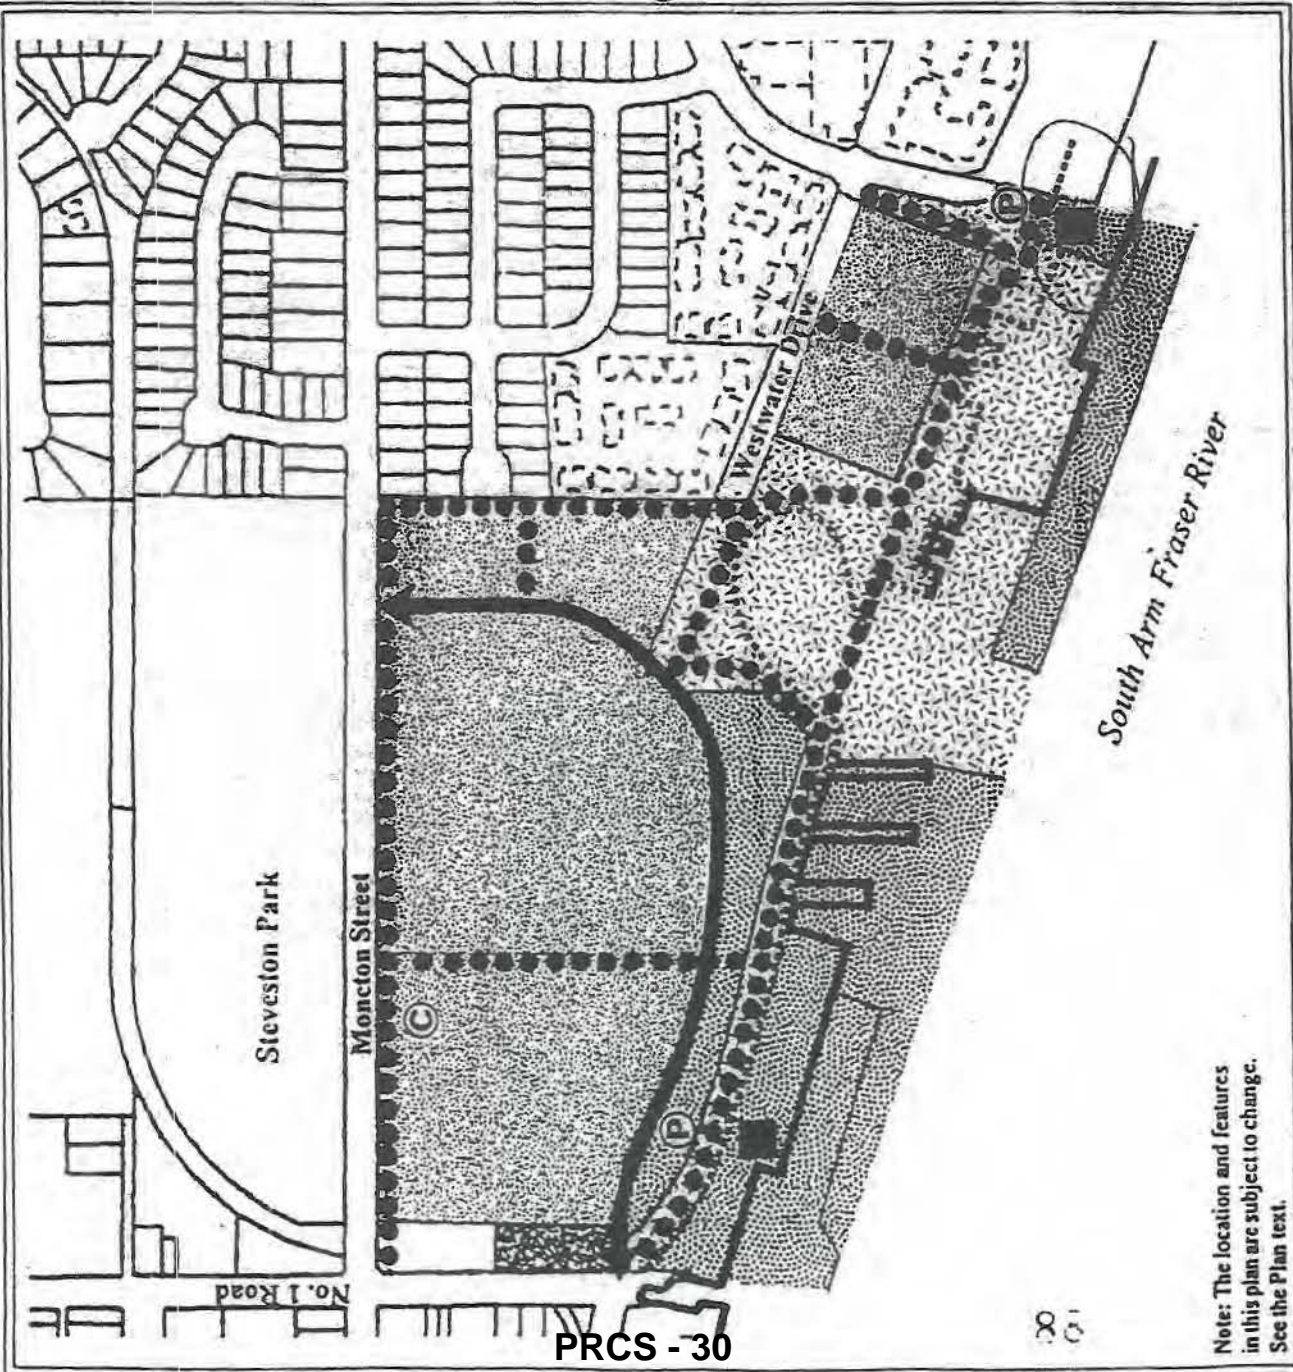 Steveston Park
Moncton Street
No. 1 Road
Westwater Drive
South Arm Fraser River
P
C
P
Note: The location and features
in this plan are subject to change.
See the Plan text.
PRCS - 30